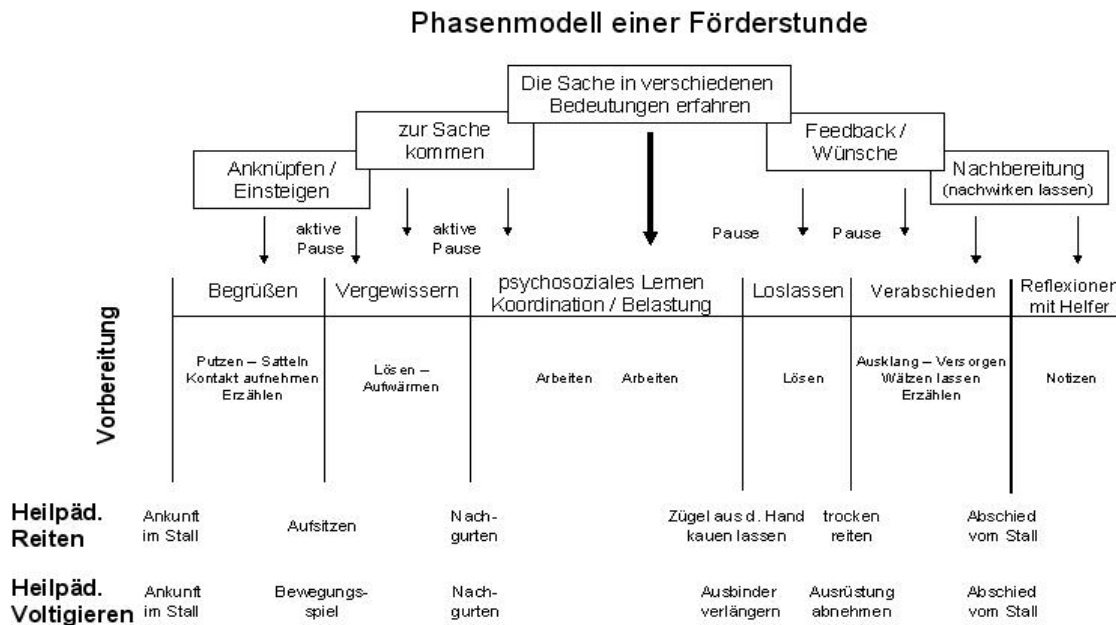 Phasenmodell einer Förderstunde
Die Sache in verschiedenen
Bedeutungen erfahren
zur Sache
kommen
Feedback /
Wünsche
Anknüpfen /
Einsteigen
Nachbereitung
(nachwirken lassen)
aktive
Pause
aktive
Pause
Pause
Pause
Vorbereitung
Begrüßen
Vergewissern
psychosoziales Lernen
Koordination / Belastung
Loslassen
Verabschieden
Reflexionen
mit Helfer
Putzen – Satteln
Kontakt aufnehmen
Erzählen
Lösen –
Aufwärmen
Arbeiten Arbeiten
Lösen
Ausklang – Versorgen
Wälzen lassen
Erzählen
Notizen
Heilpäd.
Reiten
Ankunft
im Stall
Aufsitzen
Nach-
gurten
Zügel aus d. Hand
kauen lassen
trocken
reiten
Abschied
vom Stall
Heilpäd.
Voltigieren
Ankunft
im Stall
Bewegungs-
spiel
Nach-
gurten
Ausbinder
verlängern
Ausrüstung
abnehmen
Abschied
vom Stall